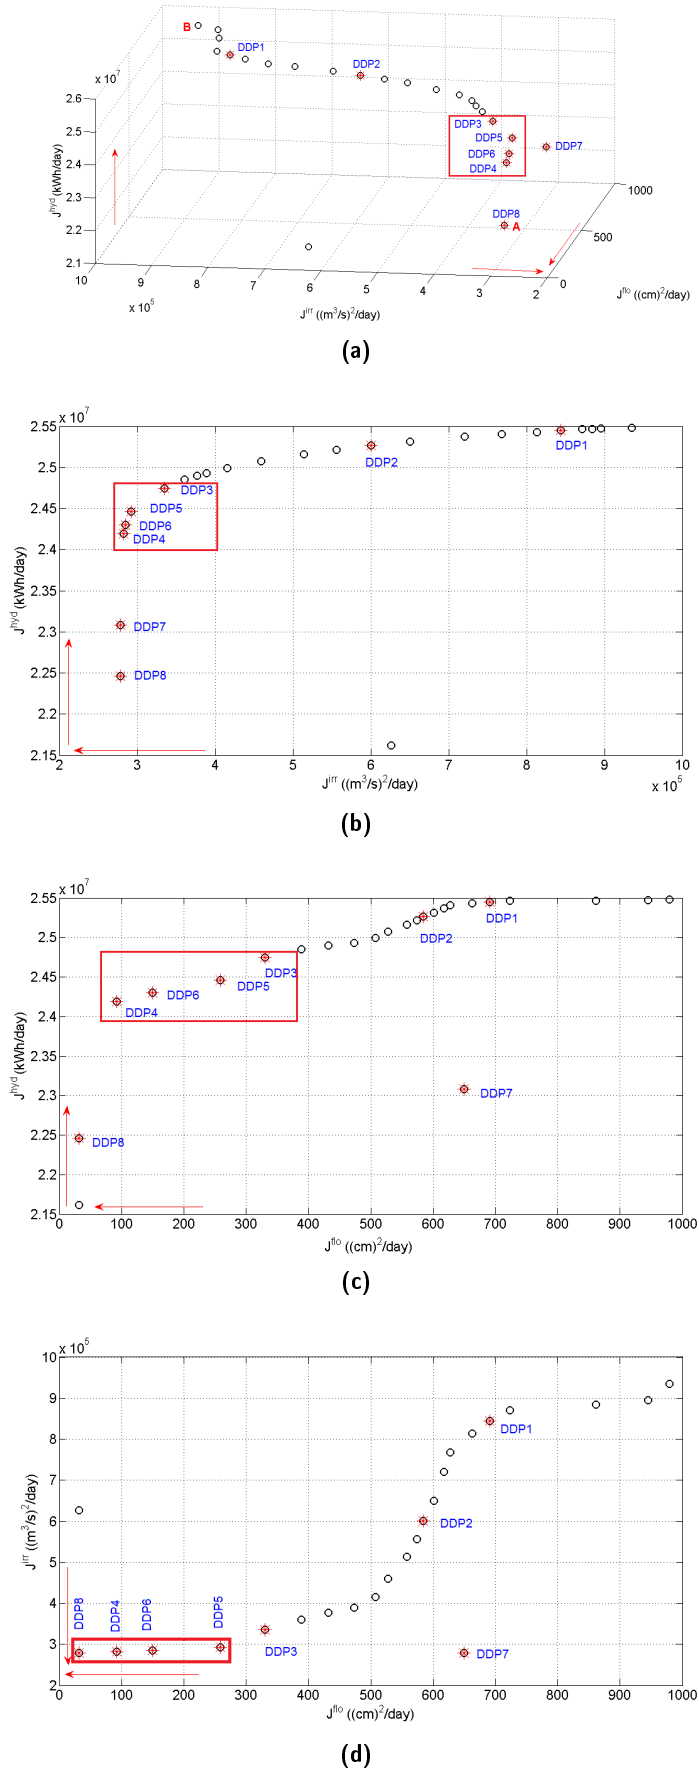 B
DDP1
DDP2
x 10^7
2.6
2.5
2.4
2.3
2.2
2.1
J^hyd (kWh/day)
DDP3
DDP5
DDP6
DDP4
DDP7
DDP8
A
1000
500
0
10
9
8
7
6
5
4
3
2
x 10^5
J^irr ((m^3/s)^2/day)
J^flo ((cm)^2/day)
(a)
x 10^7
2.55
2.5
2.45
2.4
2.35
2.3
2.25
2.2
2.15
J^hyd (kWh/day)
DDP1
DDP2
DDP3
DDP5
DDP6
DDP4
DDP7
DDP8
2
3
4
5
6
7
8
9
10
J^irr ((m^3/s)^2/day)
x 10^5
(b)
x 10^7
2.55
2.5
2.45
2.4
2.35
2.3
2.25
2.2
2.15
J^hyd (kWh/day)
DDP1
DDP2
DDP3
DDP5
DDP6
DDP4
DDP7
DDP8
0
100
200
300
400
500
600
700
800
900
1000
J^flo ((cm)^2/day)
(c)
x 10^5
10
9
8
7
6
5
4
3
2
J^irr ((m^3/s)^2/day)
DDP1
DDP2
DDP8
DDP4
DDP6
DDP5
DDP3
DDP7
0
100
200
300
400
500
600
700
800
900
1000
J^flo ((cm)^2/day)
(d)